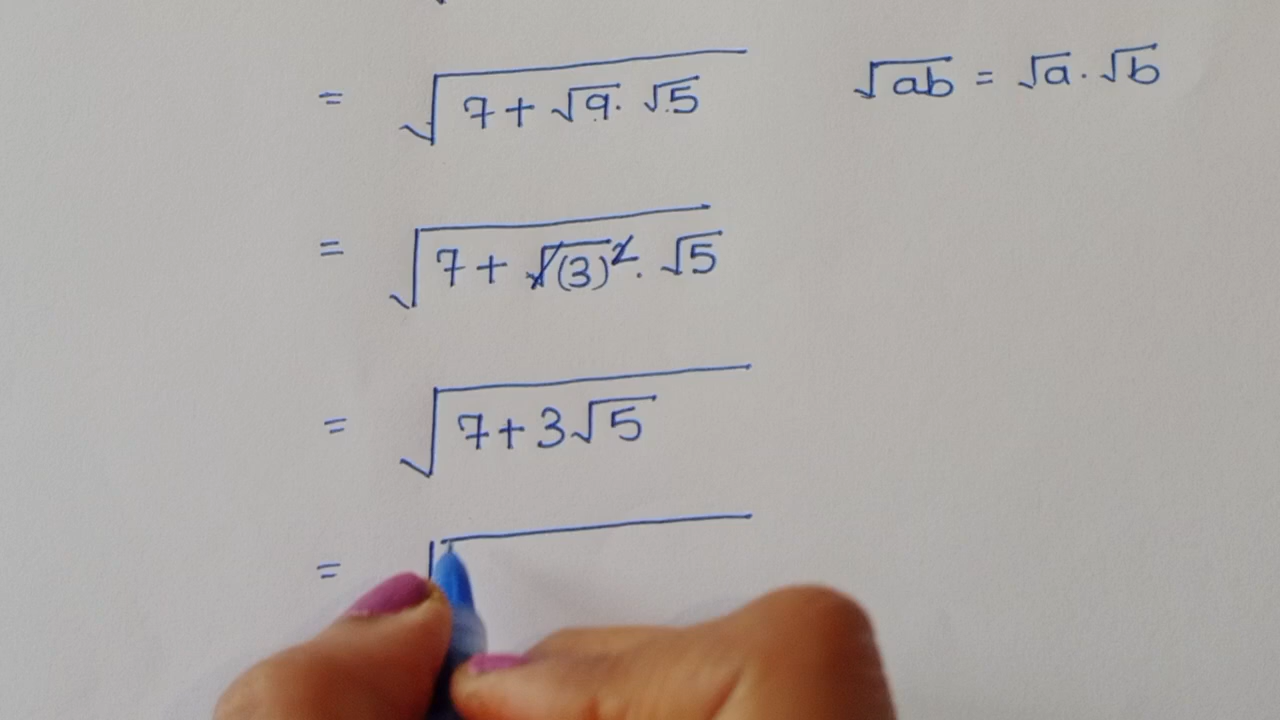 = √(7 + √9. √5) √ab = √a. √b
= √(7 + √(3)². √5)
= √(7 + 3√5)
= √